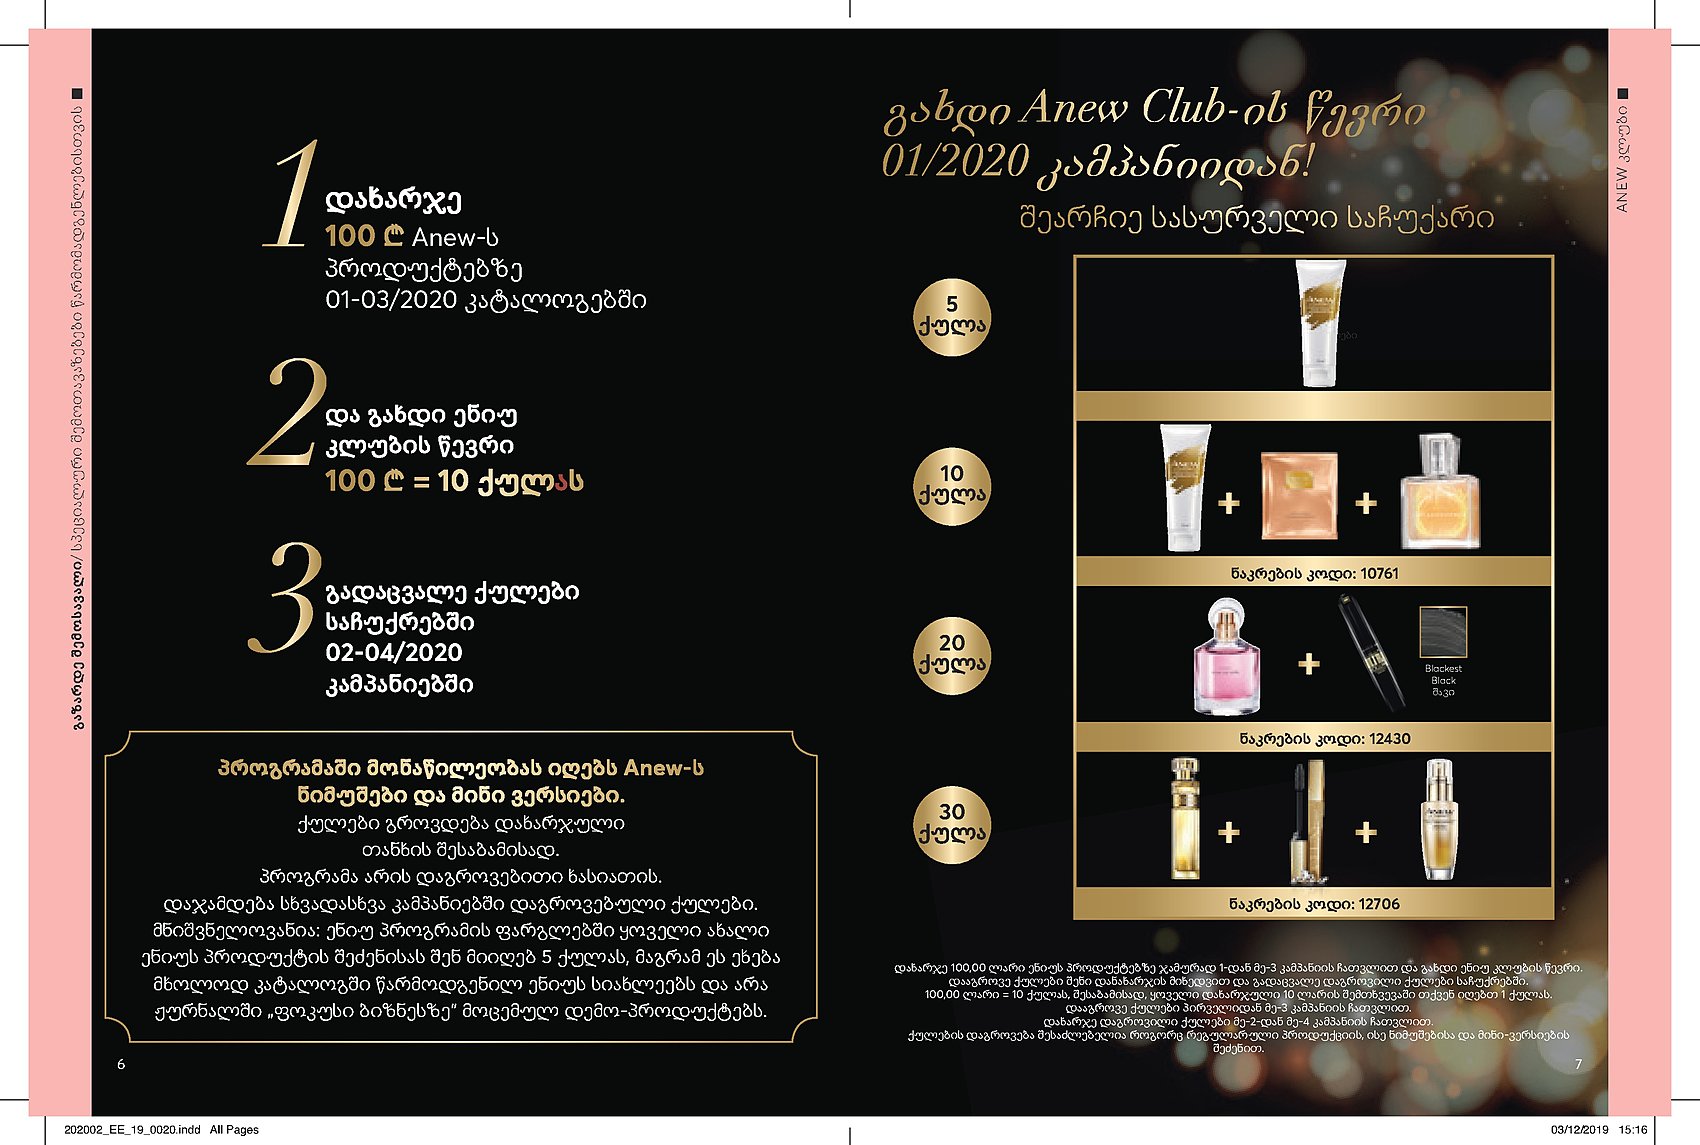 გაზარდე შემოსავალი/ სპეციალური შემოთავაზებები წარმომადგენლებისთვის
1
დახარჯე
100 ₾ Anew-ს
პროდუქტებზე
01-03/2020 კატალოგებში
2
და გახდი ენიუ
კლუბის წევრი
100 ₾ = 10 ქულას
3
გადაცვალე ქულები
საჩუქრებში
02-04/2020
კამპანიებში
პროგრამაში მონაწილეობას იღებს Anew-ს
ნიმუშები და მინი ვერსიები.
ქულები გროვდება დახარჯული
თანხის შესაბამისად.
პროგრამა არის დაგროვებითი ხასიათის.
დაჯამდება სხვადასხვა კამპანიებში დაგროვებული ქულები.
მნიშვნელოვანია: ენიუ პროგრამის ფარგლებში ყოველი ახალი
ენიუს პროდუქტის შეძენისას შენ მიიღებ 5 ქულას, მაგრამ ეს ეხება
მხოლოდ კატალოგში წარმოდგენილ ენიუს სიახლეებს და არა
ჟურნალში „ფოკუსი ბიზნესზე“ მოცემულ დემო-პროდუქტებს.
6
გახდი Anew Club-ის წევრი
01/2020 კამპანიიდან!
შეარჩიე სასურველი საჩუქარი
5
ქულა
ANEW
10
ქულა
ANEW
ნაკრების კოდი: 10761
20
ქულა
Blackest
Black
შავი
ნაკრების კოდი: 12430
30
ქულა
ნაკრების კოდი: 12706
დახარჯე 100,00 ლარი ენიუს პროდუქტებზე ჯამურად 1-დან მე-3 კამპანიის ჩათვლით და გახდი ენიუ კლუბის წევრი.
დააგროვე ქულები შენი დანახარჯის მიხედვით და გადაცვალე დაგროვილი ქულები საჩუქრებში.
100,00 ლარი = 10 ქულას, შესაბამისად, ყოველი დახარჯული 10 ლარის შემთხვევაში თქვენ იღებთ 1 ქულას.
დააგროვე ქულები პირველიდან მე-3 კამპანიის ჩათვლით.
დახარჯე დაგროვილი ქულები მე-2-დან მე-4 კამპანიის ჩათვლით.
ქულების დაგროვება შესაძლებელია როგორც რეგულარული პროდუქციის, ისე ნიმუშებისა და მინი-ვერსიების
შეძენით.
7
ANEW კლუბი
202002_EE_19_0020.indd All Pages
03/12/2019 15:16